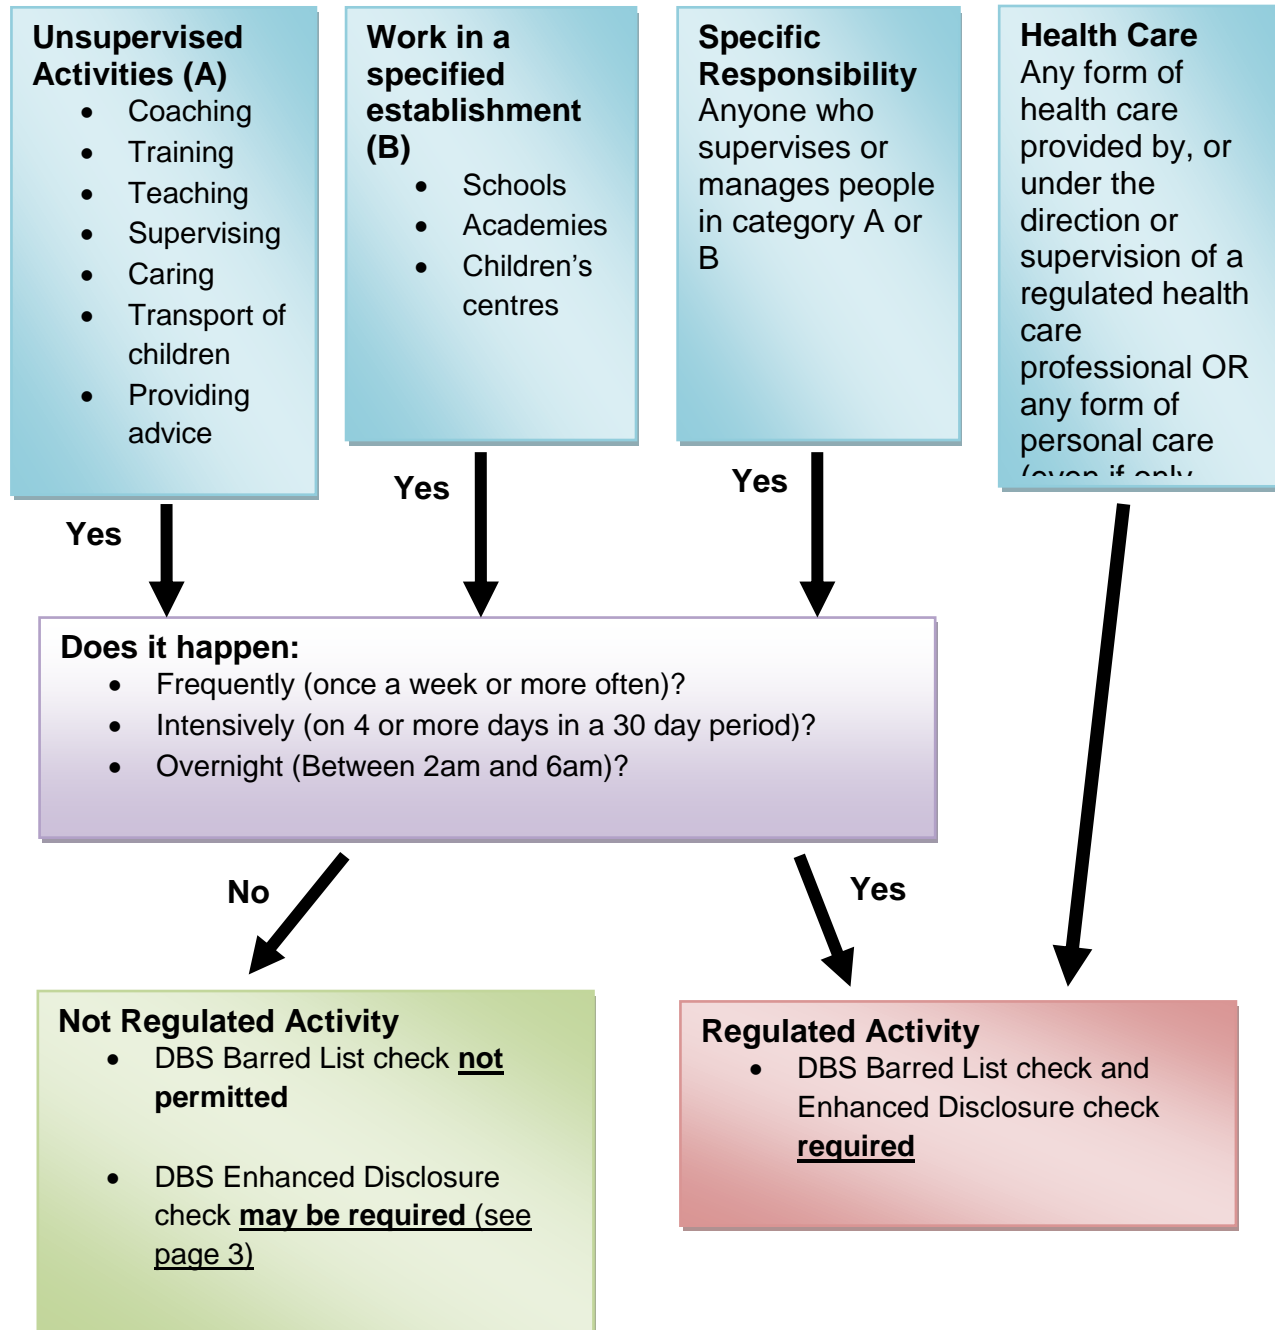 Unsupervised
Activities (A)
• Coaching
• Training
• Teaching
• Supervising
• Caring
• Transport of
children
• Providing
advice
Work in a
specified
establishment
(B)
• Schools
• Academies
• Children’s
centres
Specific
Responsibility
Anyone who
supervises or
manages people
in category A or
B
Health Care
Any form of
health care
provided by, or
under the
direction or
supervision of a
regulated health
care
professional OR
any form of
personal care
(even if only
Yes
Yes
Yes
Does it happen:
• Frequently (once a week or more often)?
• Intensively (on 4 or more days in a 30 day period)?
• Overnight (Between 2am and 6am)?
No
Yes
Not Regulated Activity
• DBS Barred List check not
permitted
• DBS Enhanced Disclosure
check may be required (see
page 3)
Regulated Activity
• DBS Barred List check and
Enhanced Disclosure check
required